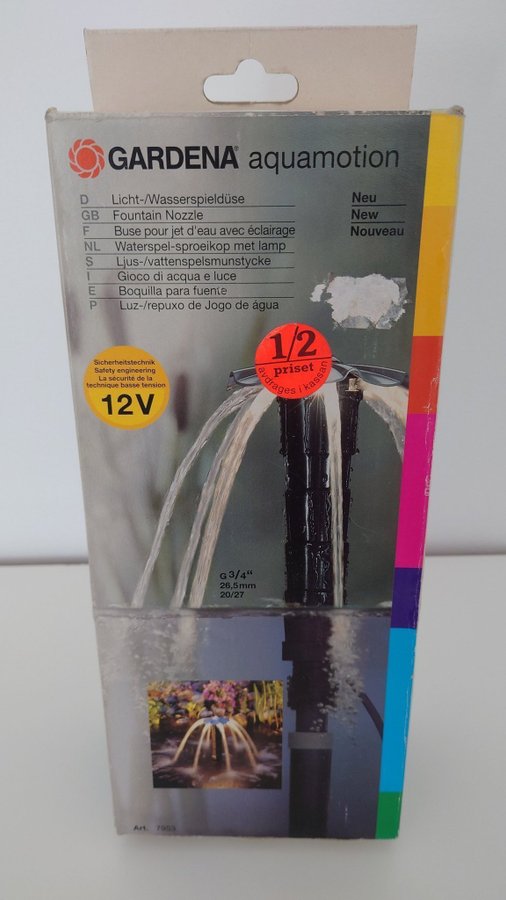 GARDENA® aquamotion
D Licht-/Wasserspieldüse
GB Fountain Nozzle
F Buse pour jet d'eau avec éclairage
NL Waterspel-sproeikop met lamp
S Ljus-/vattenspelsmunstycke
I Gioco di acqua e luce
E Boquilla para fuente
P Luz-/repuxo de Jogo de água
Neu
New
Nouveau
1/2
priset
avdrages i kassan
Sicherheitstechnik
Safety engineering
La sécurité de la
technique basse tension
12V
G 3/4"
26,5mm
20/27
Art. 7953